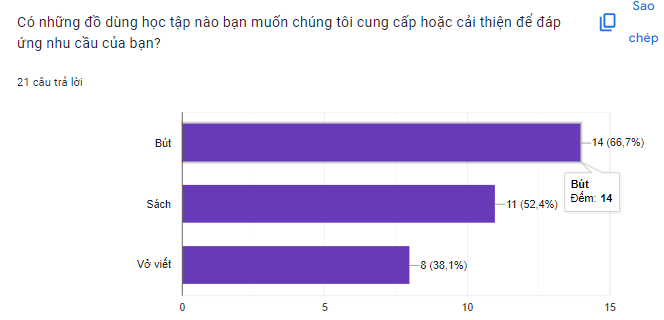 Có những đồ dùng học tập nào bạn muốn chúng tôi cung cấp hoặc cải thiện để đáp
ứng nhu cầu của bạn?
Sao
chép
21 câu trả lời
Bút
14 (66,7%)
Bút
Đếm: 14
Sách
11 (52,4%)
Vở viết
8 (38,1%)
0
5
10
15